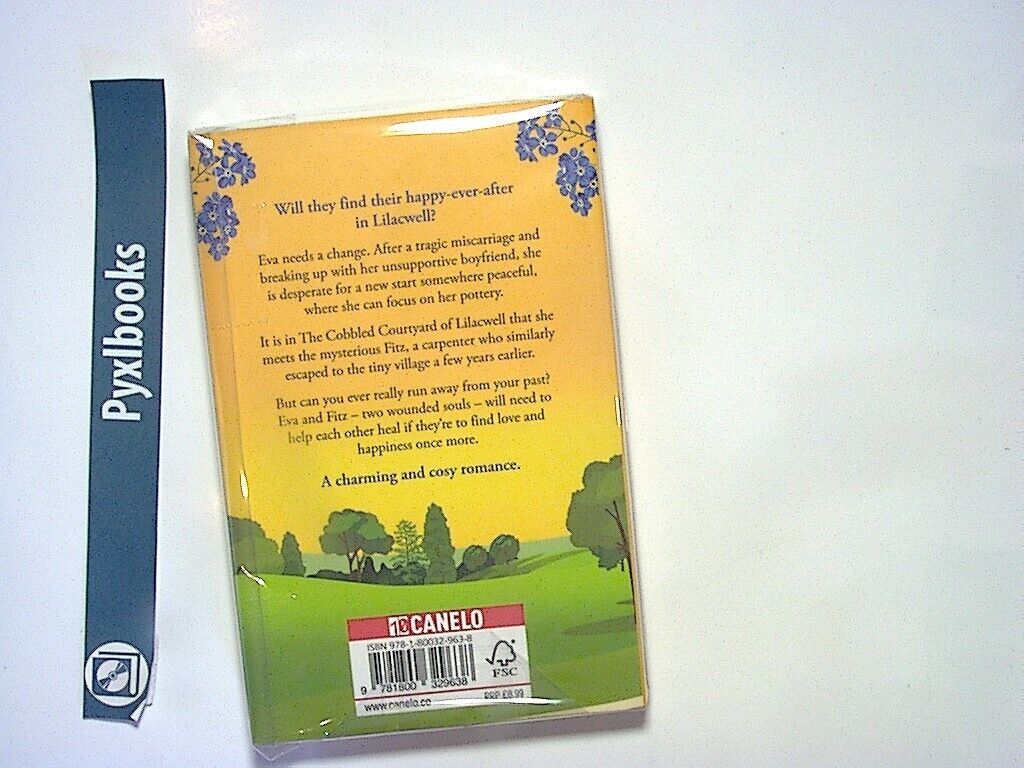 Pyxlbooks
Will they find their happy-ever-after
in Lilacwell?
Eva needs a change. After a tragic miscarriage and
breaking up with her unsupportive boyfriend, she
is desperate for a new start somewhere peaceful,
where she can focus on her pottery.
It is in The Cobbled Courtyard of Lilacwell that she
meets the mysterious Fitz, a carpenter who similarly
escaped to the tiny village a few years earlier.
But can you ever really run away from your past?
Eva and Fitz – two wounded souls – will need to
help each other heal if they're to find love and
happiness once more.
A charming and cosy romance.
CANELO
ISBN 978-1-80032-963-8
9 781800 329638
FSC
www.canelo.co
RRP £8.99